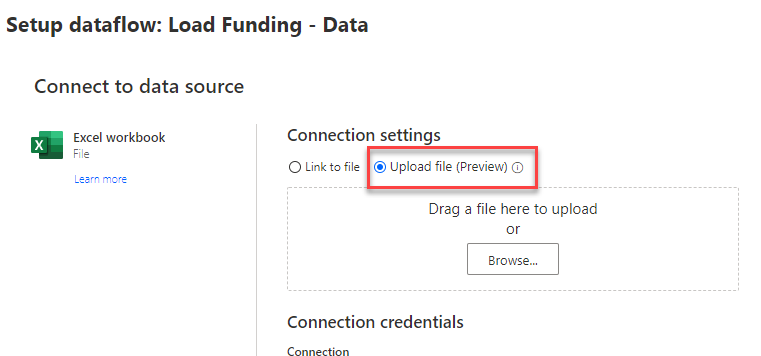 Setup dataflow: Load Funding - Data
Connect to data source
Excel workbook
File
Learn more
Connection settings
Link to file
Upload file (Preview)
Drag a file here to upload
or
Browse...
Connection credentials
Connection